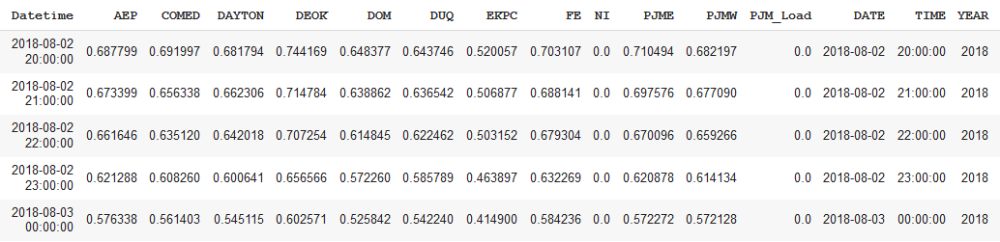 Datetime AEP COMED DAYTON DEOK DOM DUQ EKPC FE NI PJME PJMW PJM_Load DATE TIME YEAR
2018-08-02
20:00:00 0.687799 0.691997 0.681794 0.744169 0.648377 0.643746 0.520057 0.703107 0.0 0.710494 0.682197 0.0 2018-08-02 20:00:00 2018
2018-08-02
21:00:00 0.673399 0.656338 0.662306 0.714784 0.638862 0.636542 0.506877 0.688141 0.0 0.697576 0.677090 0.0 2018-08-02 21:00:00 2018
2018-08-02
22:00:00 0.661646 0.635120 0.642018 0.707254 0.614845 0.622462 0.503152 0.679304 0.0 0.670096 0.659266 0.0 2018-08-02 22:00:00 2018
2018-08-02
23:00:00 0.621288 0.608260 0.600641 0.656566 0.572260 0.585789 0.463897 0.632269 0.0 0.620878 0.614134 0.0 2018-08-02 23:00:00 2018
2018-08-03
00:00:00 0.576338 0.561403 0.545115 0.602571 0.525842 0.542240 0.414900 0.584236 0.0 0.572272 0.572128 0.0 2018-08-03 00:00:00 2018